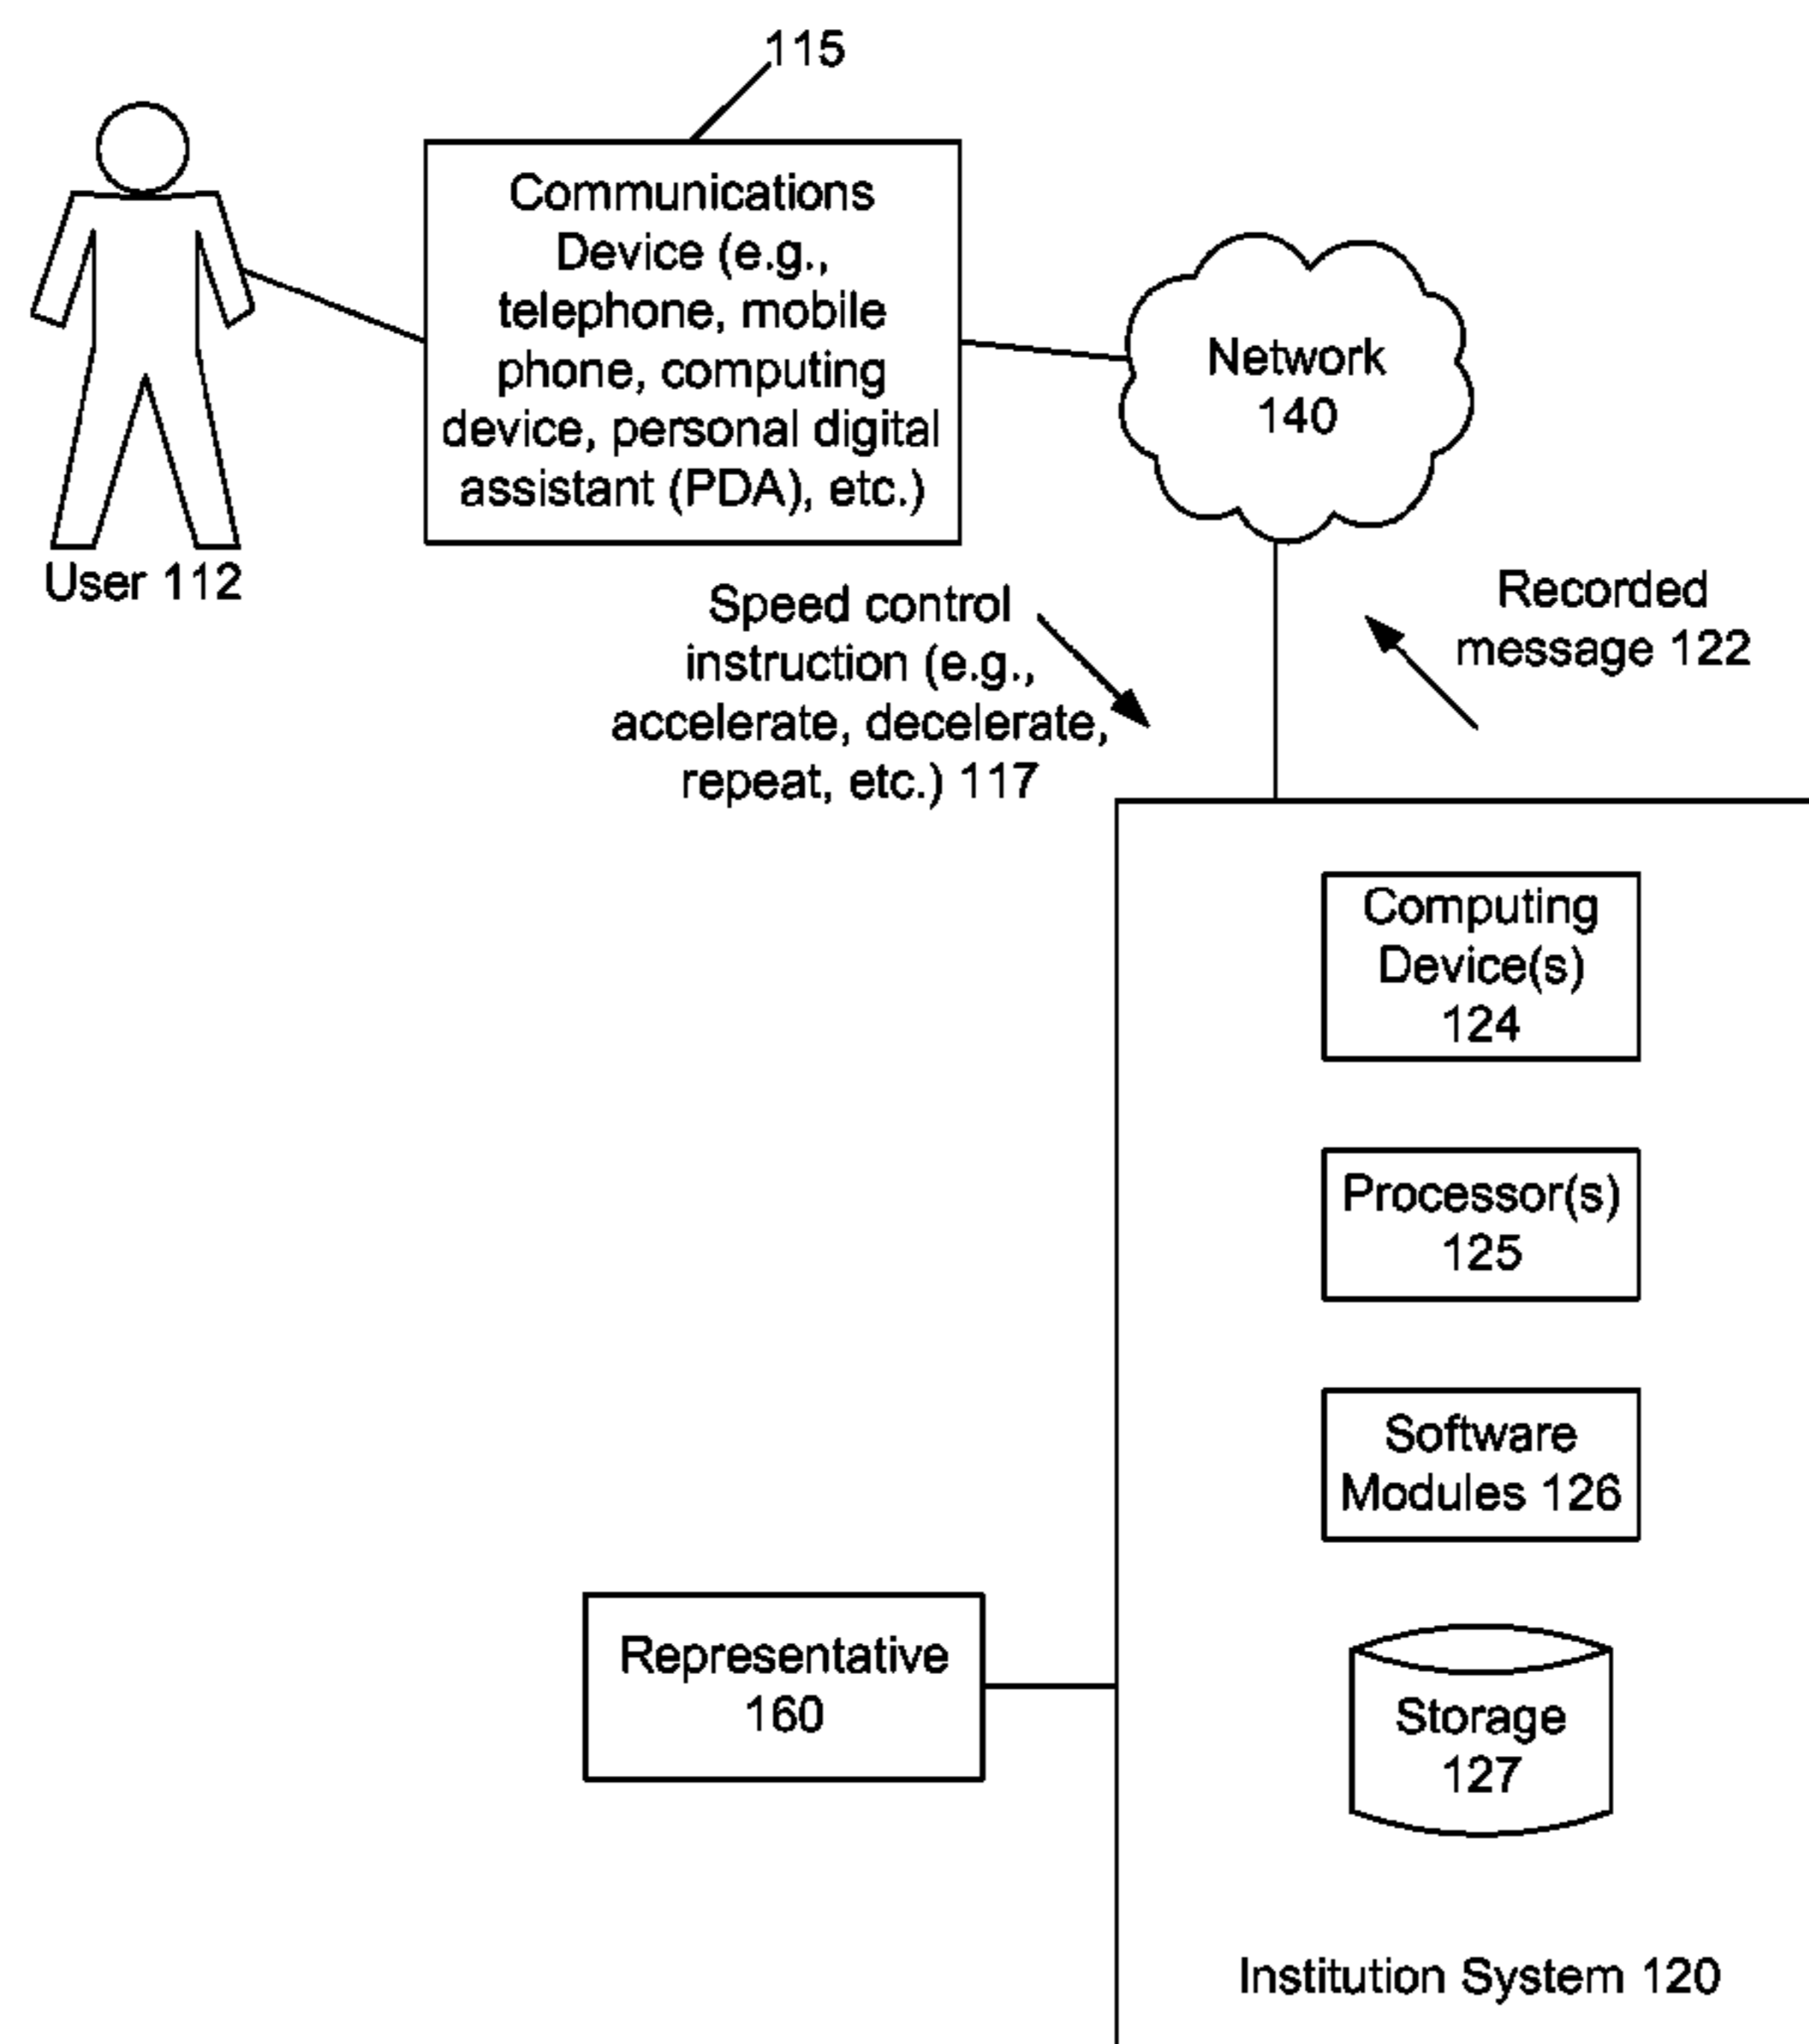 115
Communications
Device (e.g.,
telephone, mobile
phone, computing
device, personal digital
assistant (PDA), etc.)
Network
140
User 112
Speed control
instruction (e.g.,
accelerate, decelerate,
repeat, etc.) 117
Recorded
message 122
Computing
Device(s)
124
Processor(s)
125
Software
Modules 126
Representative
160
Storage
127
Institution System 120